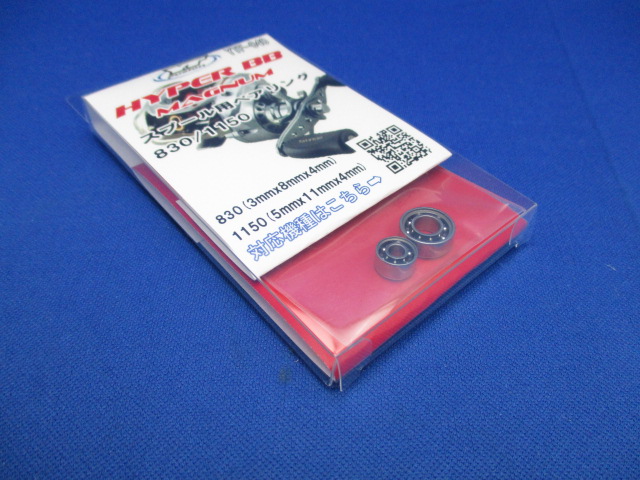 HYPER BB
MAGNUM
スプール用ベアリング
830/1150
830(3mmx8mmx4mm)
1150(5mmx11mmx4mm)
対応機種はこちら➡